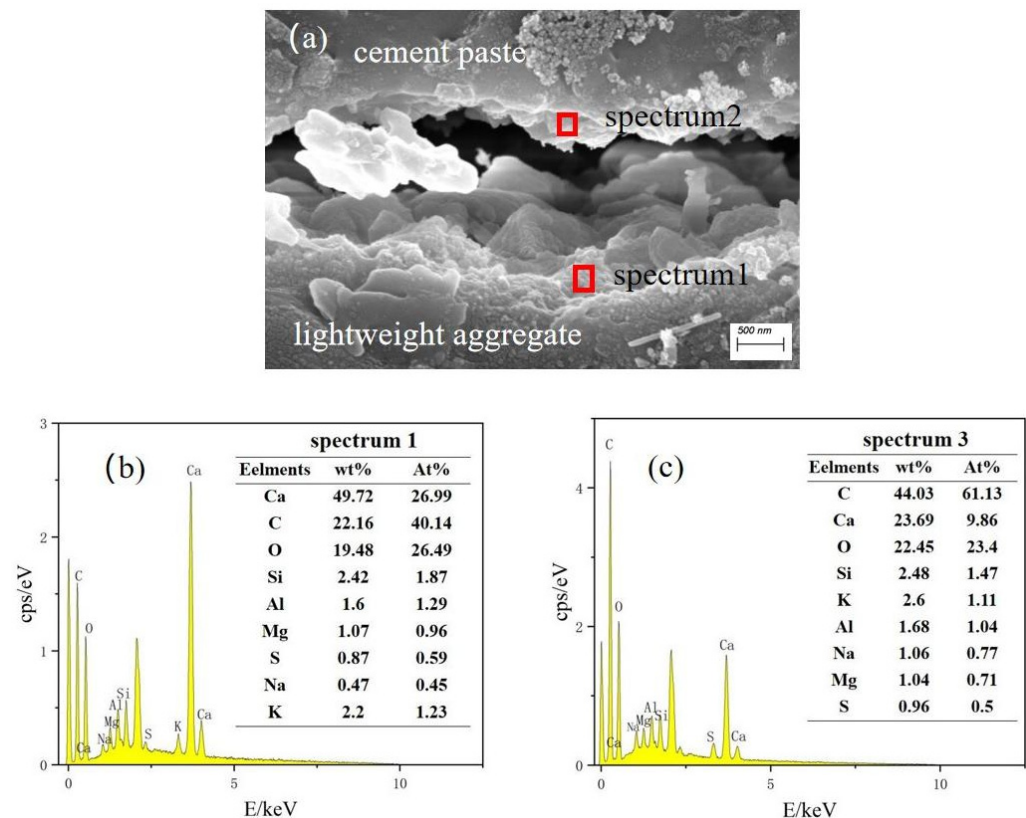 (a)
cement paste
spectrum2
spectrum1
lightweight aggregate
500 nm
(b)
spectrum 1
Eelments wt% At%
Ca 49.72 26.99
C 22.16 40.14
O 19.48 26.49
Si 2.42 1.87
Al 1.6 1.29
Mg 1.07 0.96
S 0.87 0.59
Na 0.47 0.45
K 2.2 1.23
cps/eV
3
2
1
0
C
O
Ca
Na
Mg
Al
Si
S
K
Ca
Ca
0 5 10
E/keV
(c)
spectrum 3
Eelments wt% At%
C 44.03 61.13
Ca 23.69 9.86
O 22.45 23.4
Si 2.48 1.47
K 2.6 1.11
Al 1.68 1.04
Na 1.06 0.77
Mg 1.04 0.71
S 0.96 0.5
cps/eV
4
2
0
C
O
Ca
Na
Mg
Al
Si
S
Ca
Ca
0 5 10
E/keV